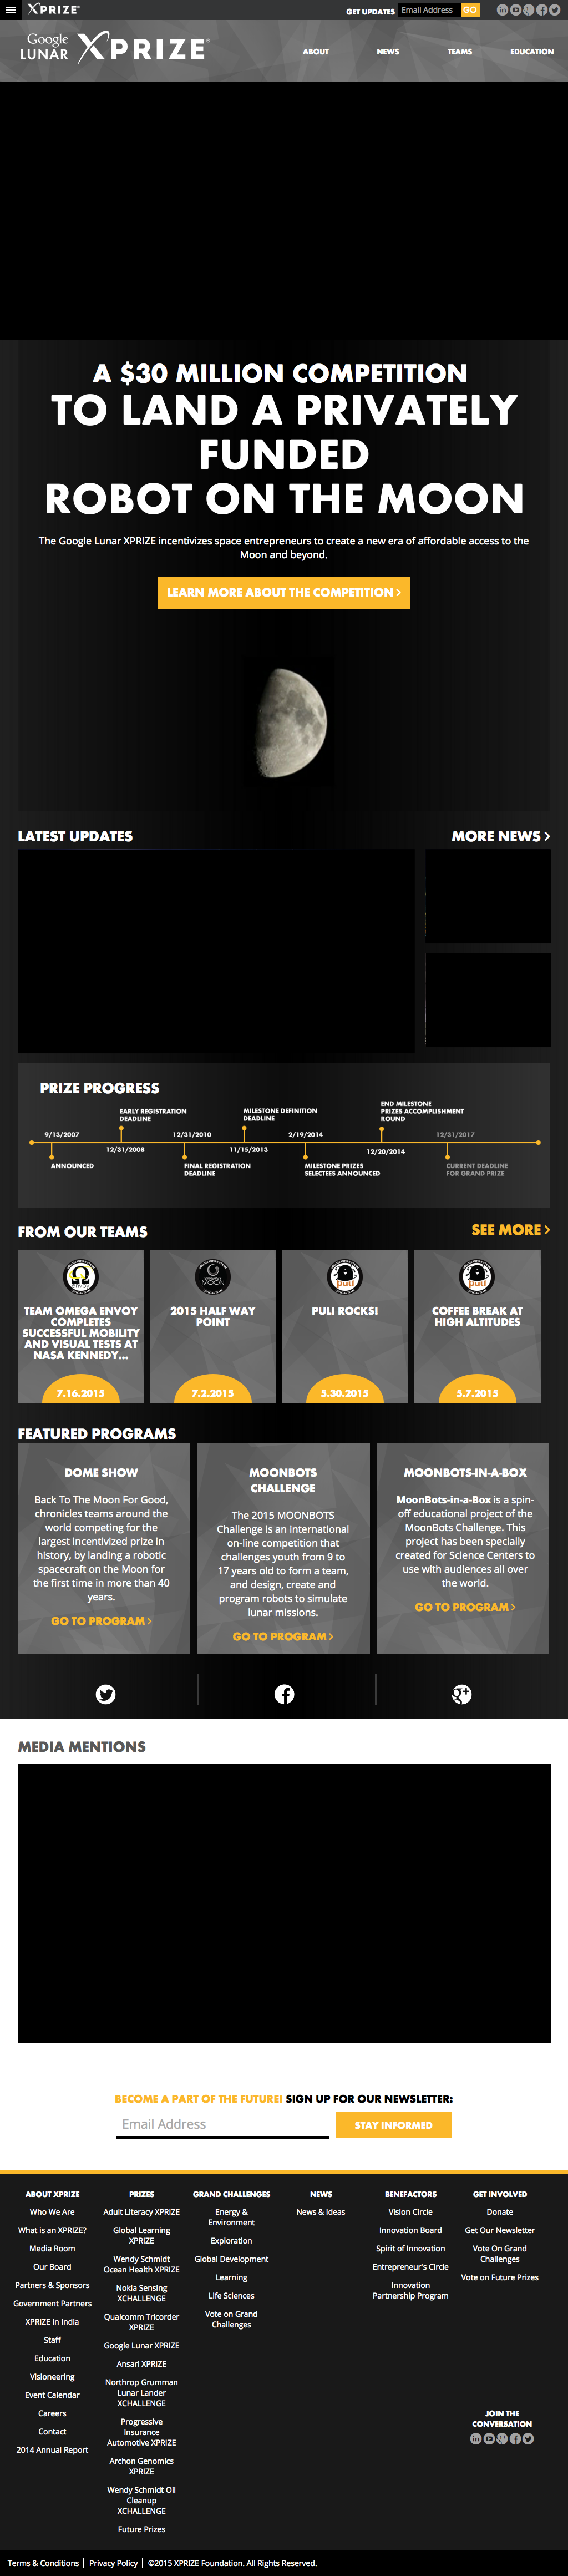 XPRIZE
GET UPDATES Email Address GO
Google
LUNAR XPRIZE
ABOUT NEWS TEAMS EDUCATION
A $30 MILLION COMPETITION
TO LAND A PRIVATELY
FUNDED
ROBOT ON THE MOON
The Google Lunar XPRIZE incentivizes space entrepreneurs to create a new era of affordable access to the
Moon and beyond.
LEARN MORE ABOUT THE COMPETITION >
LATEST UPDATES
MORE NEWS >
PRIZE PROGRESS
9/13/2007
ANNOUNCED
EARLY REGISTRATION
DEADLINE
12/31/2008
12/31/2010
FINAL REGISTRATION
DEADLINE
MILESTONE DEFINITION
DEADLINE
11/15/2013
2/19/2014
MILESTONE PRIZES
SELECTEES ANNOUNCED
END MILESTONE
PRIZES ACCOMPLISHMENT
ROUND
12/20/2014
12/31/2017
CURRENT DEADLINE
FOR GRAND PRIZE
FROM OUR TEAMS
SEE MORE >
TEAM OMEGA ENVOY
COMPLETES
SUCCESSFUL MOBILITY
AND VISUAL TESTS AT
NASA KENNEDY...
7.16.2015
MOON
2015 HALF WAY
POINT
7.2.2015
puli
PULI ROCKS!
5.30.2015
puli
COFFEE BREAK AT
HIGH ALTITUDES
5.7.2015
FEATURED PROGRAMS
DOME SHOW
Back To The Moon For Good,
chronicles teams around the
world competing for the
largest incentivized prize in
history, by landing a robotic
spacecraft on the Moon for
the first time in more than 40
years.
GO TO PROGRAM >
MOONBOTS
CHALLENGE
The 2015 MOONBOTS
Challenge is an international
on-line competition that
challenges youth from 9 to
17 years old to form a team,
and design, create and
program robots to simulate
lunar missions.
GO TO PROGRAM >
MOONBOTS-IN-A-BOX
MoonBots-in-a-Box is a spin-
off educational project of the
MoonBots Challenge. This
project has been specially
created for Science Centers to
use with audiences all over
the world.
GO TO PROGRAM >
MEDIA MENTIONS
BECOME A PART OF THE FUTURE! SIGN UP FOR OUR NEWSLETTER:
Email Address
STAY INFORMED
ABOUT XPRIZE
Who We Are
What is an XPRIZE?
Media Room
Our Board
Partners & Sponsors
Government Partners
XPRIZE in India
Staff
Education
Visioneering
Event Calendar
Careers
Contact
2014 Annual Report
PRIZES
Adult Literacy XPRIZE
Global Learning
XPRIZE
Wendy Schmidt
Ocean Health XPRIZE
Nokia Sensing
XCHALLENGE
Qualcomm Tricorder
XPRIZE
Google Lunar XPRIZE
Ansari XPRIZE
Northrop Grumman
Lunar Lander
XCHALLENGE
Progressive
Insurance
Automotive XPRIZE
Archon Genomics
XPRIZE
Wendy Schmidt Oil
Cleanup
XCHALLENGE
Future Prizes
GRAND CHALLENGES
Energy &
Environment
Exploration
Global Development
Learning
Life Sciences
Vote on Grand
Challenges
NEWS
News & Ideas
BENEFACTORS
Vision Circle
Innovation Board
Spirit of Innovation
Entrepreneur's Circle
Innovation
Partnership Program
GET INVOLVED
Donate
Get Our Newsletter
Vote On Grand
Challenges
Vote on Future Prizes
JOIN THE
CONVERSATION
Terms & Conditions | Privacy Policy | ©2015 XPRIZE Foundation. All Rights Reserved.